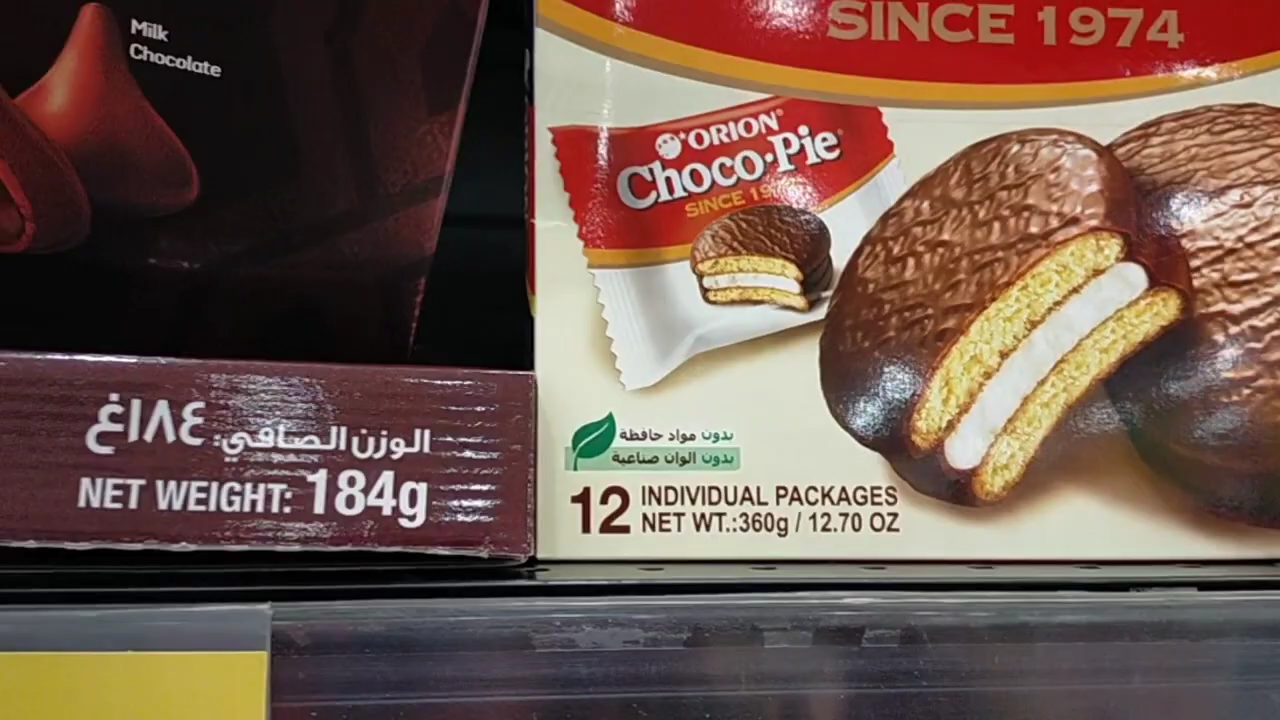 Milk
Chocolate
الوزن الصافي: ١٨٤غ
NET WEIGHT: 184g
SINCE 1974
ORION
Choco•Pie
SINCE
بدون مواد حافظة
بدون الوان صناعية
12 INDIVIDUAL PACKAGES
NET WT.:360g / 12.70 OZ